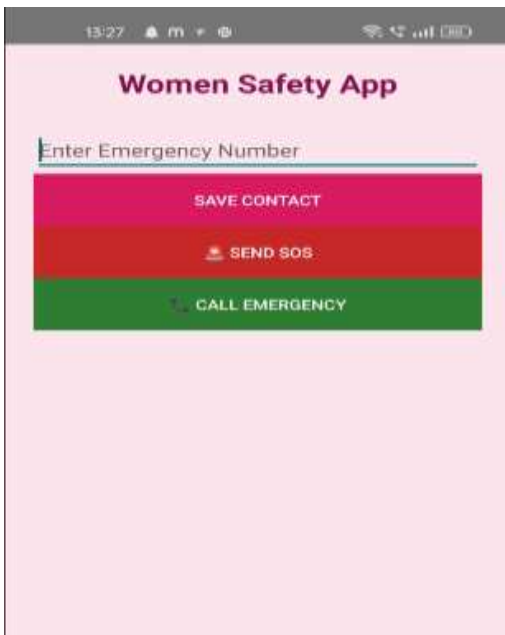 13:27
Women Safety App
Enter Emergency Number
SAVE CONTACT
🚨 SEND SOS
📞 CALL EMERGENCY